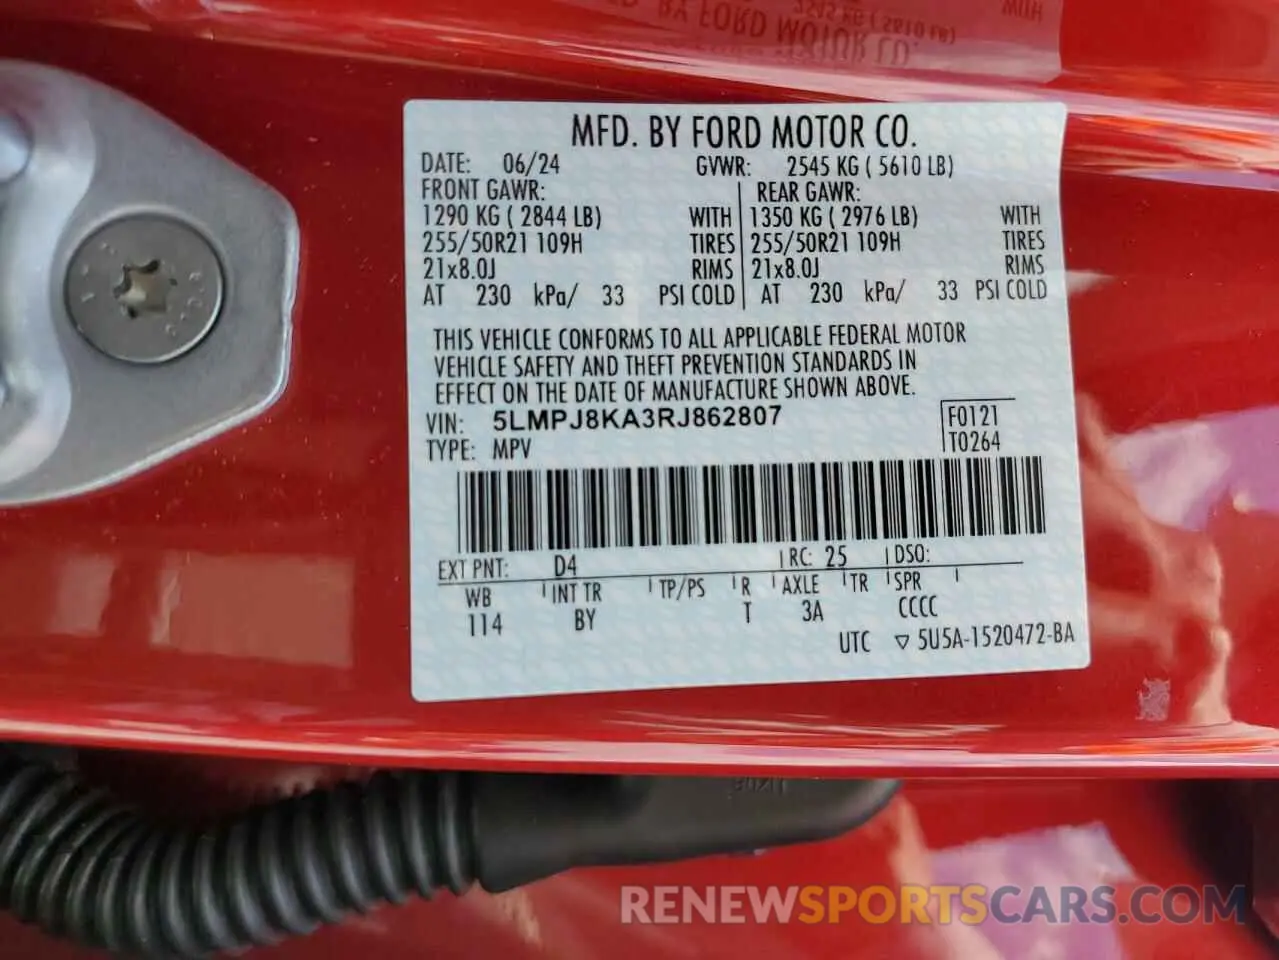 MFD. BY FORD MOTOR CO.
DATE: 06/24 GVWR: 2545 KG ( 5610 LB)
FRONT GAWR: REAR GAWR:
1290 KG ( 2844 LB) WITH 1350 KG ( 2976 LB) WITH
255/50R21 109H TIRES 255/50R21 109H TIRES
21x8.0J RIMS 21x8.0J RIMS
AT 230 kPa/ 33 PSI COLD AT 230 kPa/ 33 PSI COLD
THIS VEHICLE CONFORMS TO ALL APPLICABLE FEDERAL MOTOR
VEHICLE SAFETY AND THEFT PREVENTION STANDARDS IN
EFFECT ON THE DATE OF MANUFACTURE SHOWN ABOVE.
VIN: 5LMPJ8KA3RJ862807 F0121
TYPE: MPV T0264
EXT PNT: D4 RC: 25 DSO:
WB INT TR TP/PS R AXLE TR SPR
114 BY T 3A CCCC
UTC ▽ 5U5A-1520472-BA
RENEWSPORTSCARS.COM